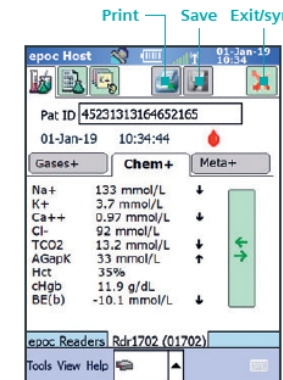 Print Save Exit/syn
epoc Host 01-Jan-19
10:34
Pat ID 45231313164652165
01-Jan-19 10:34:44
Gases+ Chem+ Meta+
Na+ 133 mmol/L ↓
K+ 3.7 mmol/L
Ca++ 0.97 mmol/L ↓
Cl- 92 mmol/L
TCO2 13.2 mmol/L ↓
AGapK 33 mmol/L ↑
Hct 35%
cHgb 11.9 g/dL
BE(b) -10.1 mmol/L ↓
epoc Readers Rdr1702 (01702)
Tools View Help